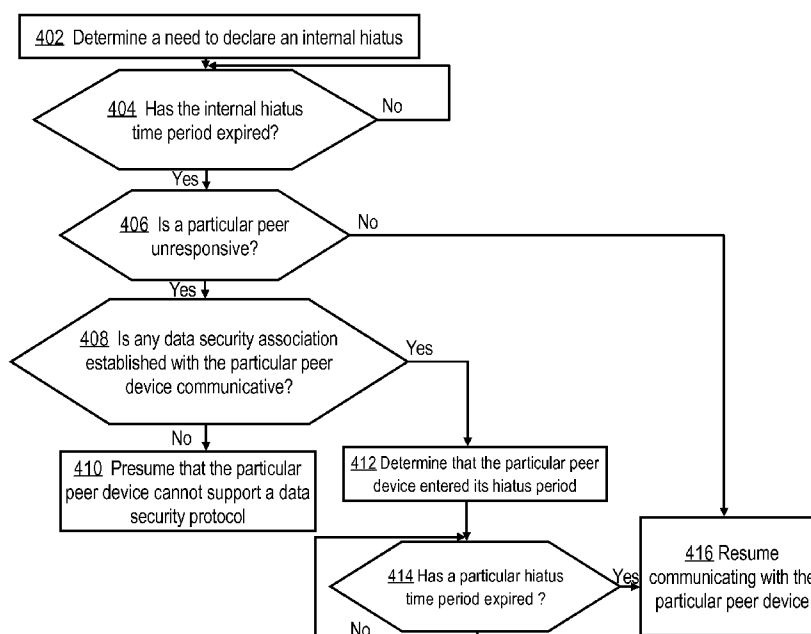 402 Determine a need to declare an internal hiatus
404 Has the internal hiatus
time period expired?
No
Yes
406 Is a particular peer
unresponsive?
No
Yes
408 Is any data security association
established with the particular peer
device communicative?
Yes
No
410 Presume that the particular
peer device cannot support a data
security protocol
412 Determine that the particular peer
device entered its hiatus period
414 Has a particular hiatus
time period expired ?
Yes
No
416 Resume
communicating with the
particular peer device